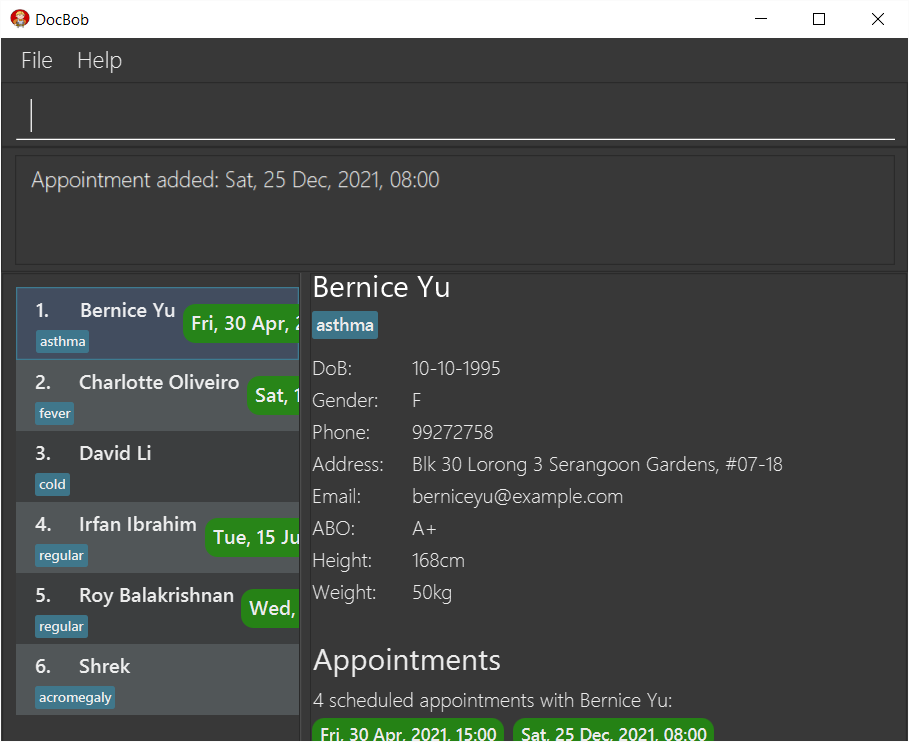 DocBob
File Help
Appointment added: Sat, 25 Dec, 2021, 08:00
1. Bernice Yu Fri, 30 Apr, 2
asthma
2. Charlotte Oliveiro Sat, 1
fever
3. David Li
cold
4. Irfan Ibrahim Tue, 15 Ju
regular
5. Roy Balakrishnan Wed,
regular
6. Shrek
acromegaly
Bernice Yu
asthma
DoB: 10-10-1995
Gender: F
Phone: 99272758
Address: Blk 30 Lorong 3 Serangoon Gardens, #07-18
Email: berniceyu@example.com
ABO: A+
Height: 168cm
Weight: 50kg
Appointments
4 scheduled appointments with Bernice Yu:
Fri, 30 Apr, 2021, 15:00 Sat, 25 Dec, 2021, 08:00